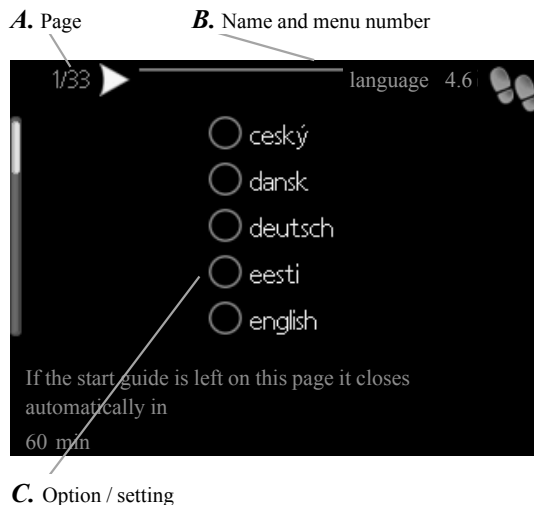 A. Page
B. Name and menu number
1/33
language 4.6
ceský
dansk
deutsch
eesti
english
If the start guide is left on this page it closes
automatically in
60 min
C. Option / setting